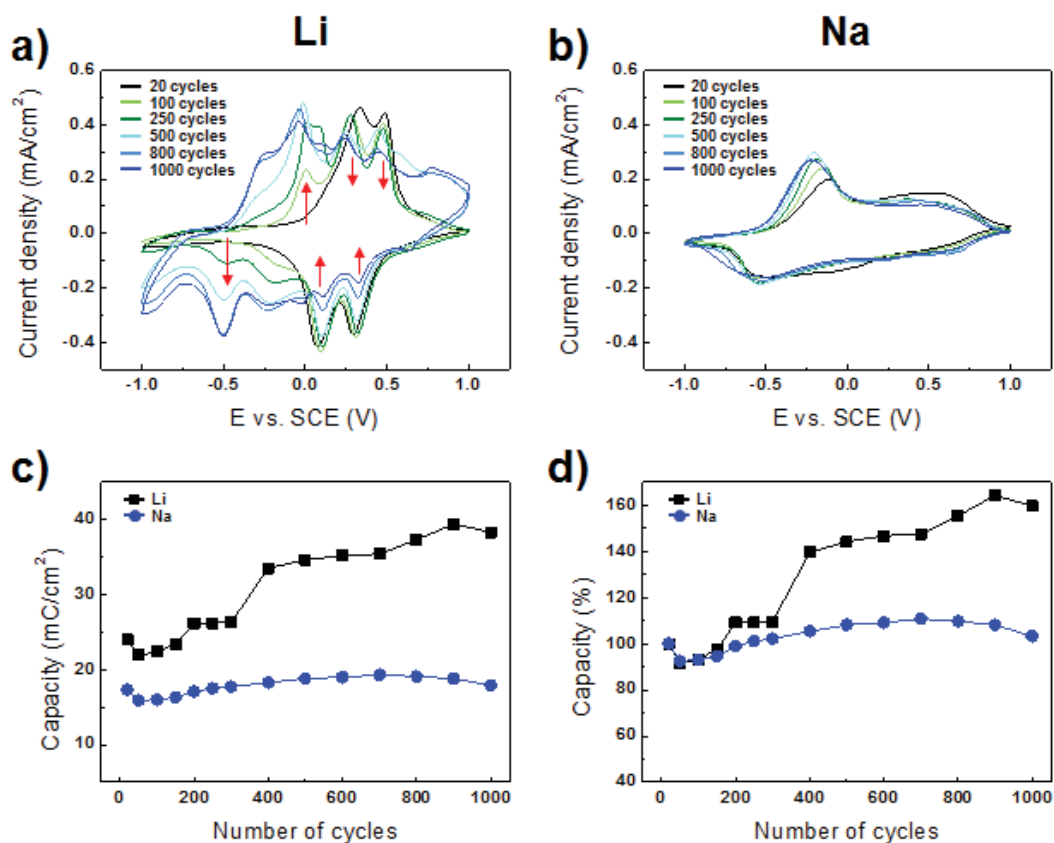 Li
Na
a)
b)
0.6
0.4
0.2
0.0
-0.2
-0.4
Current density (mA/cm²)
20 cycles
100 cycles
250 cycles
500 cycles
800 cycles
1000 cycles
-1.0 -0.5 0.0 0.5 1.0
E vs. SCE (V)
0.6
0.4
0.2
0.0
-0.2
-0.4
Current density (mA/cm²)
20 cycles
100 cycles
250 cycles
500 cycles
800 cycles
1000 cycles
-1.0 -0.5 0.0 0.5 1.0
E vs. SCE (V)
c)
d)
40
30
20
10
Capacity (mC/cm²)
Li
Na
0 200 400 600 800 1000
Number of cycles
160
140
120
100
80
60
40
Capacity (%)
Li
Na
0 200 400 600 800 1000
Number of cycles